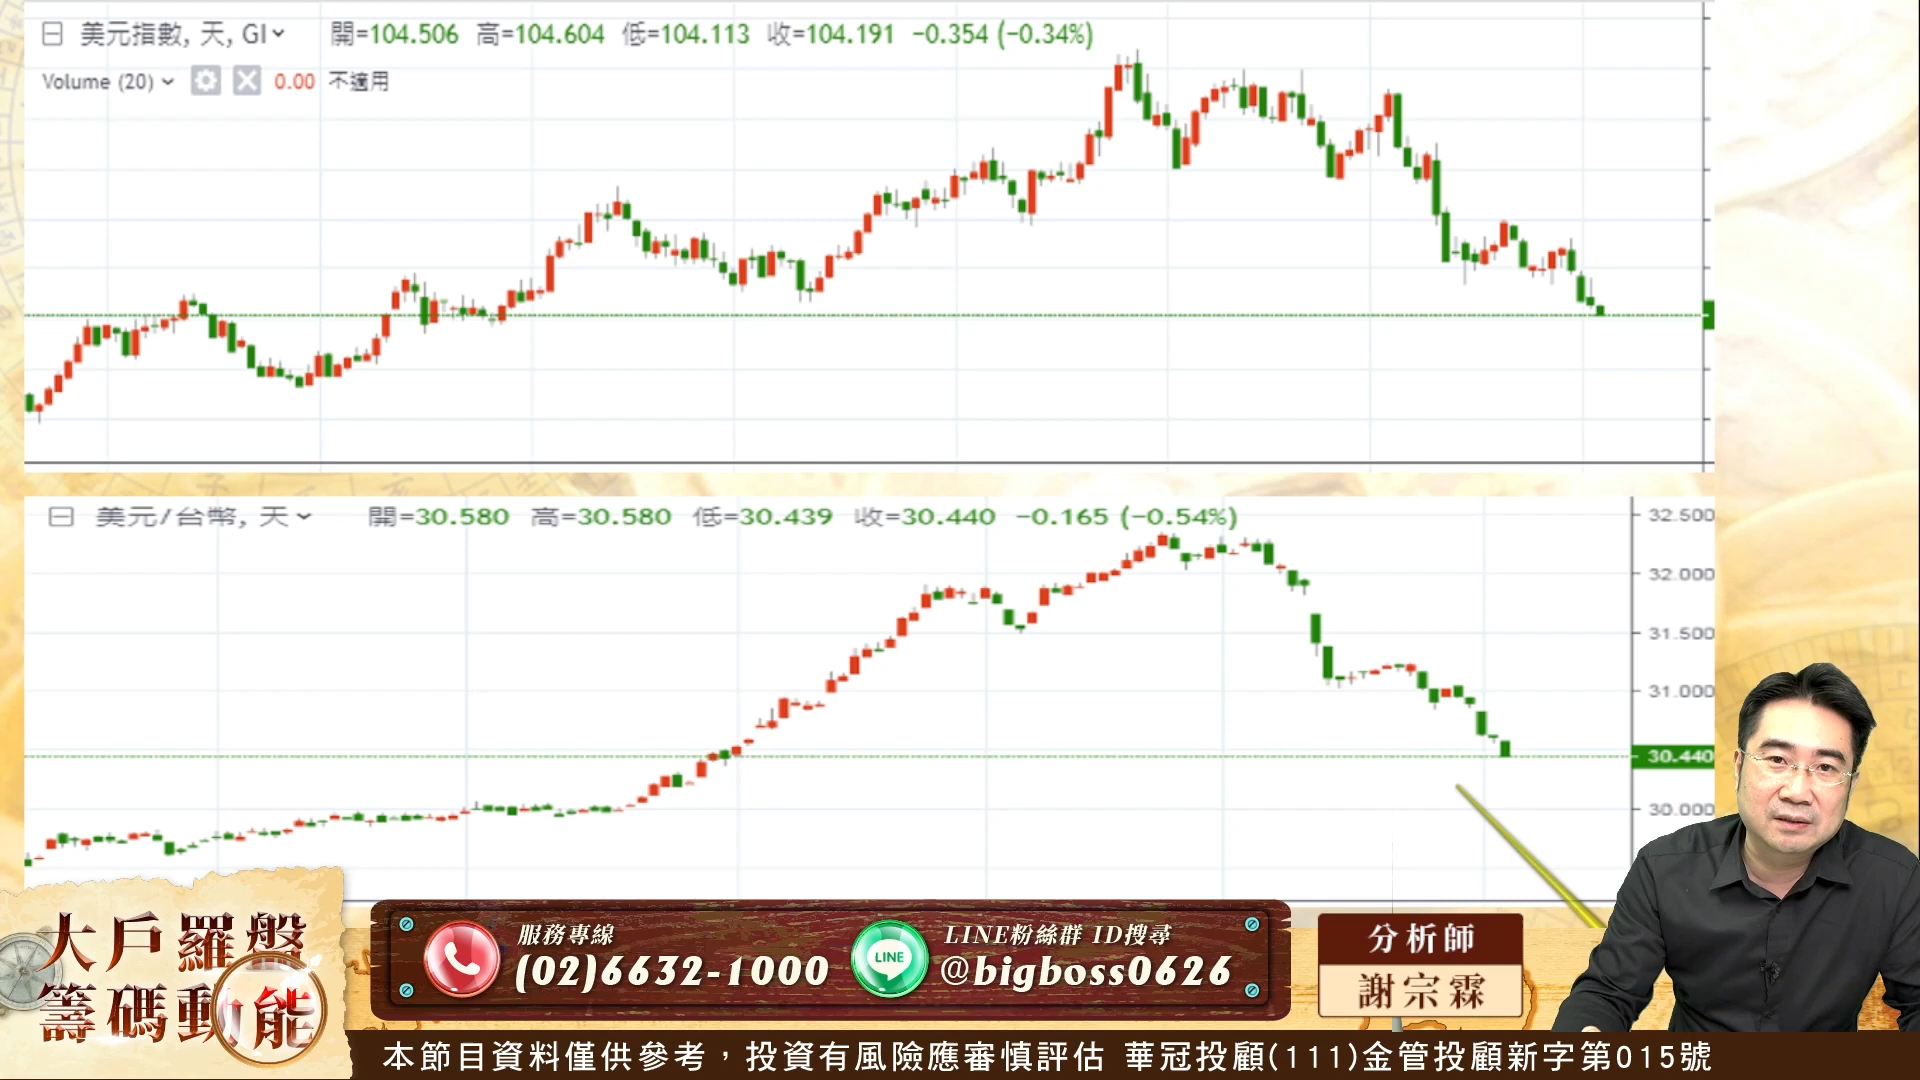 美元指數, 天, GI 開=104.506 高=104.604 低=104.113 收=104.191 −0.354 (−0.34%)
Volume (20) 0.00 不適用
美元/台幣, 天 開=30.580 高=30.580 低=30.439 收=30.440 −0.165 (−0.54%)
32.500
32.000
31.500
31.000
30.440
30.000
大戶羅盤
籌碼動能
服務專線
(02)6632-1000
LINE
LINE粉絲群 ID搜尋
@bigboss0626
分析師
謝宗霖
本節目資料僅供參考，投資有風險應審慎評估 華冠投顧(111)金管投顧新字第015號